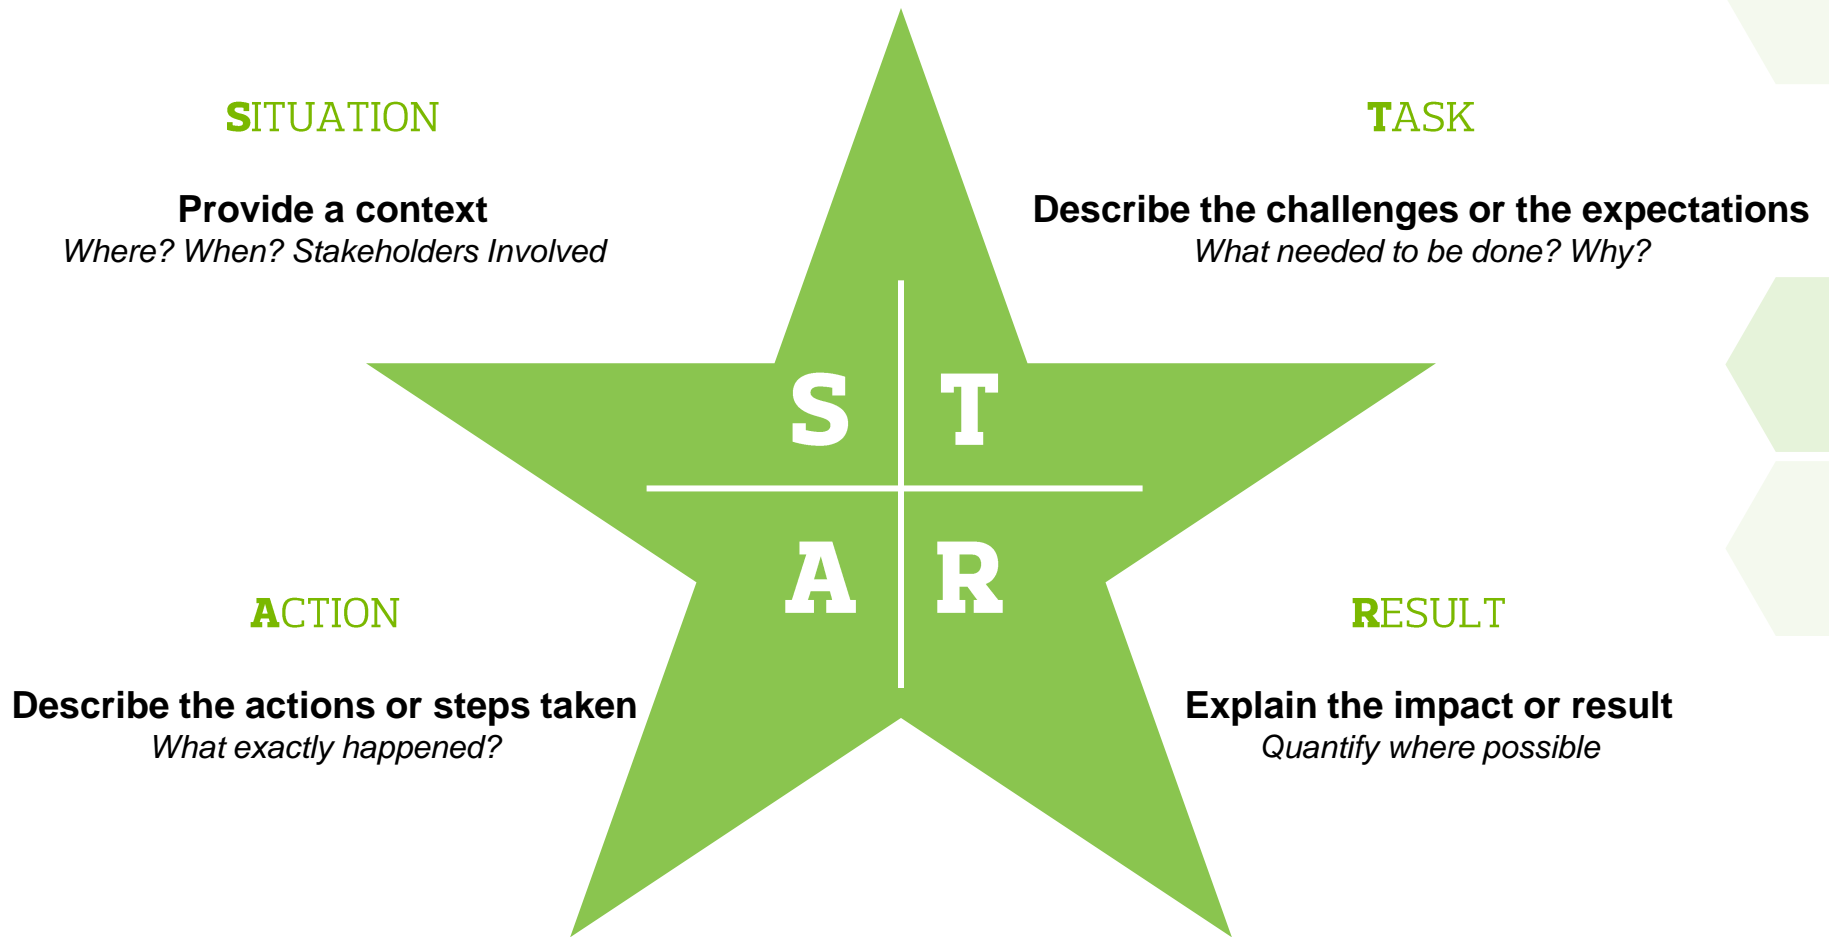 SITUATION
Provide a context
Where? When? Stakeholders Involved
TASK
Describe the challenges or the expectations
What needed to be done? Why?
S T
A R
ACTION
Describe the actions or steps taken
What exactly happened?
RESULT
Explain the impact or result
Quantify where possible